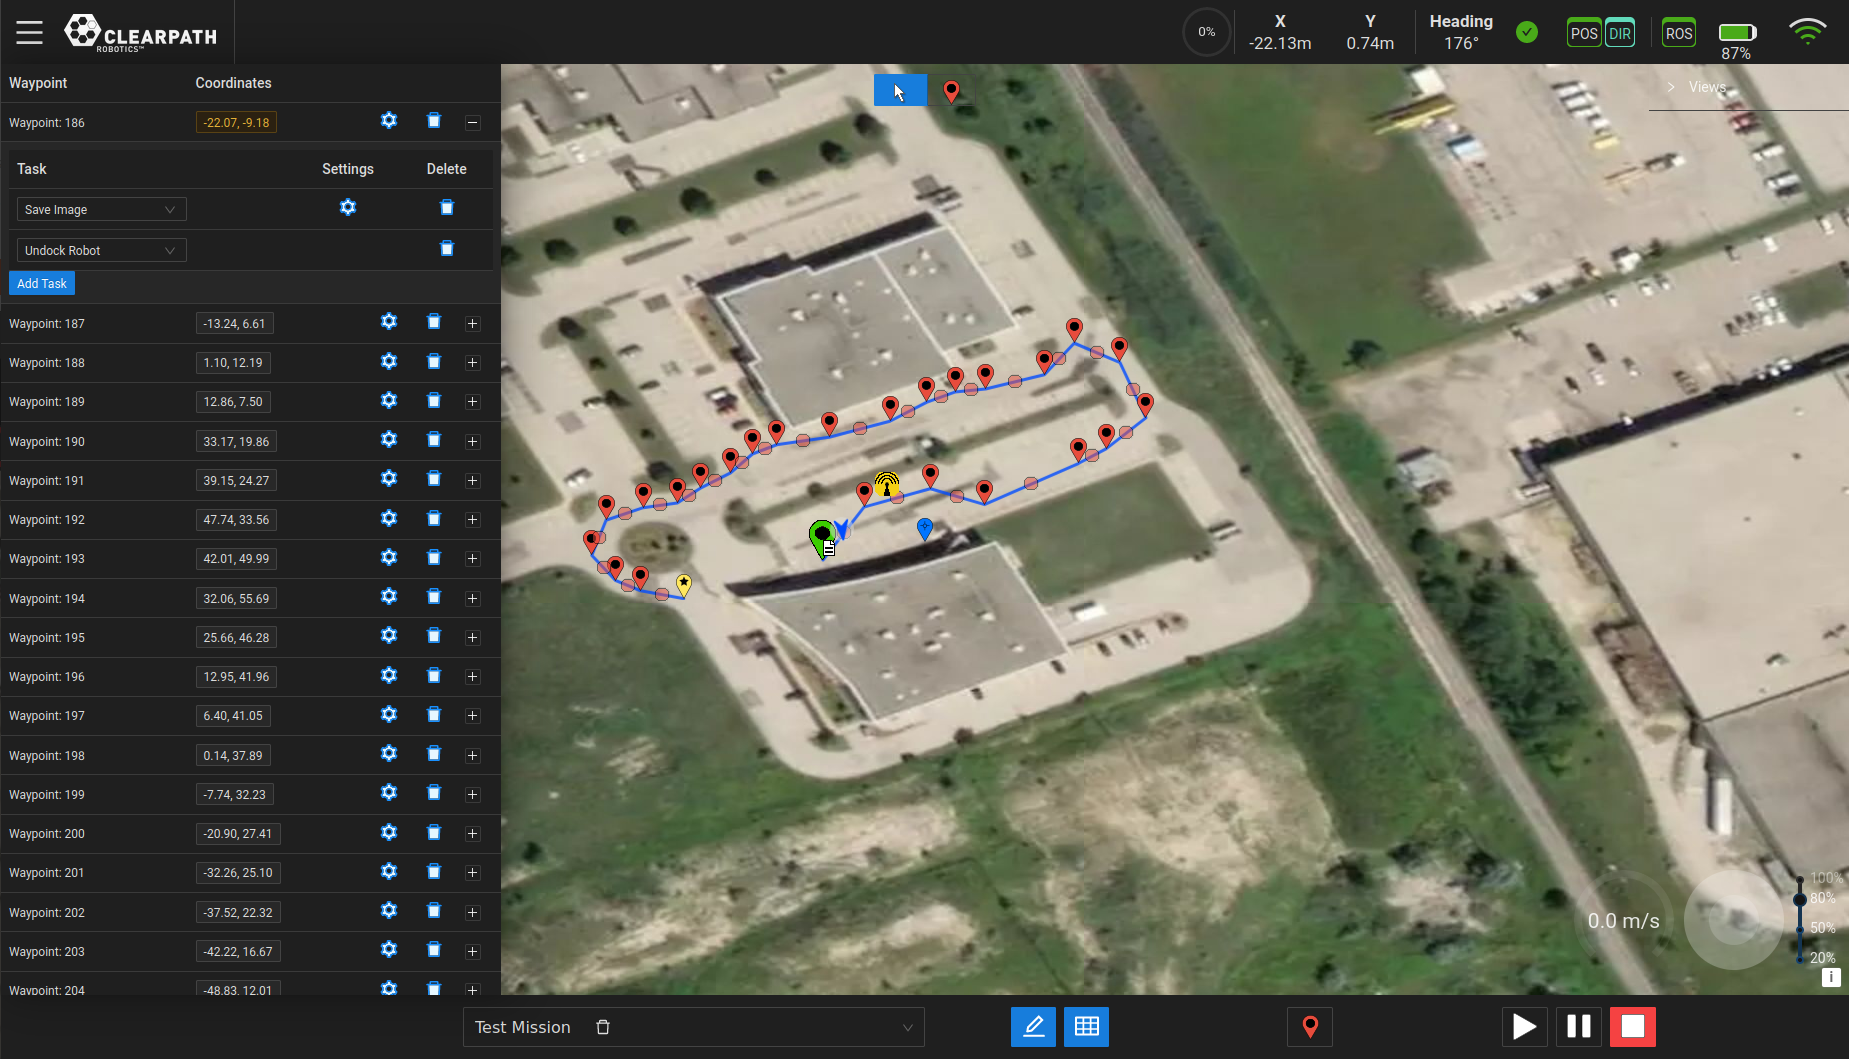 CLEARPATH
ROBOTICS™
0%
X
-22.13m
Y
0.74m
Heading
176°
POS
DIR
ROS
87%
Waypoint Coordinates
Waypoint: 186 -22.07, -9.18
Task Settings Delete
Save Image
Undock Robot
Add Task
Waypoint: 187 -13.24, 6.61
Waypoint: 188 1.10, 12.19
Waypoint: 189 12.86, 7.50
Waypoint: 190 33.17, 19.86
Waypoint: 191 39.15, 24.27
Waypoint: 192 47.74, 33.56
Waypoint: 193 42.01, 49.99
Waypoint: 194 32.06, 55.69
Waypoint: 195 25.66, 46.28
Waypoint: 196 12.95, 41.96
Waypoint: 197 6.40, 41.05
Waypoint: 198 0.14, 37.89
Waypoint: 199 -7.74, 32.23
Waypoint: 200 -20.90, 27.41
Waypoint: 201 -32.26, 25.10
Waypoint: 202 -37.52, 22.32
Waypoint: 203 -42.22, 16.67
Waypoint: 204 -48.83, 12.01
Views
0.0 m/s
100%
80%
50%
20%
i
Test Mission